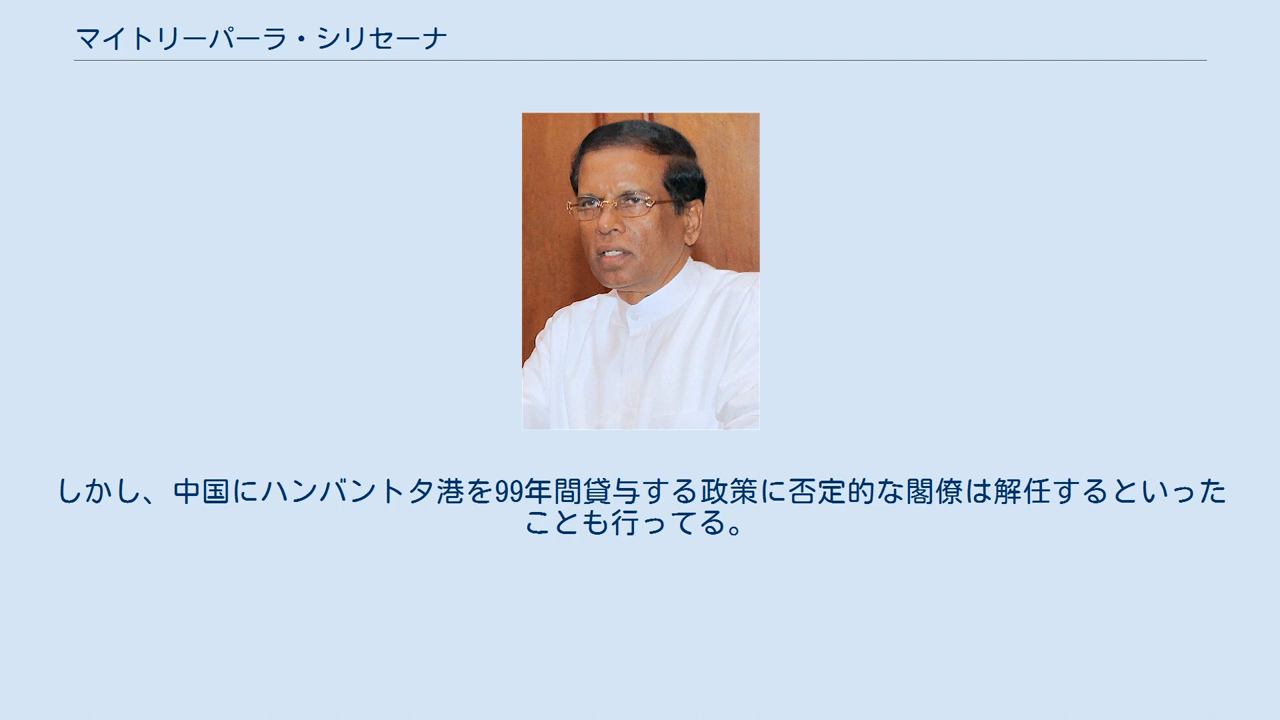 マイトリーパーラ・シリセーナ
しかし、中国にハンバントタ港を99年間貸与する政策に否定的な閣僚は解任するといった
ことも行ってる。